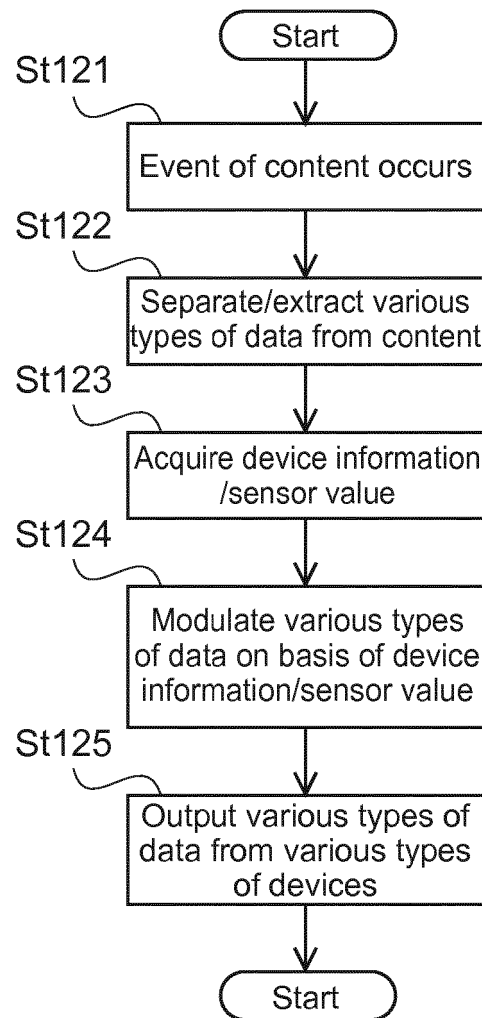 Start
St121
Event of content occurs
St122
Separate/extract various
types of data from content
St123
Acquire device information
/sensor value
St124
Modulate various types
of data on basis of device
information/sensor value
St125
Output various types of
data from various types
of devices
Start